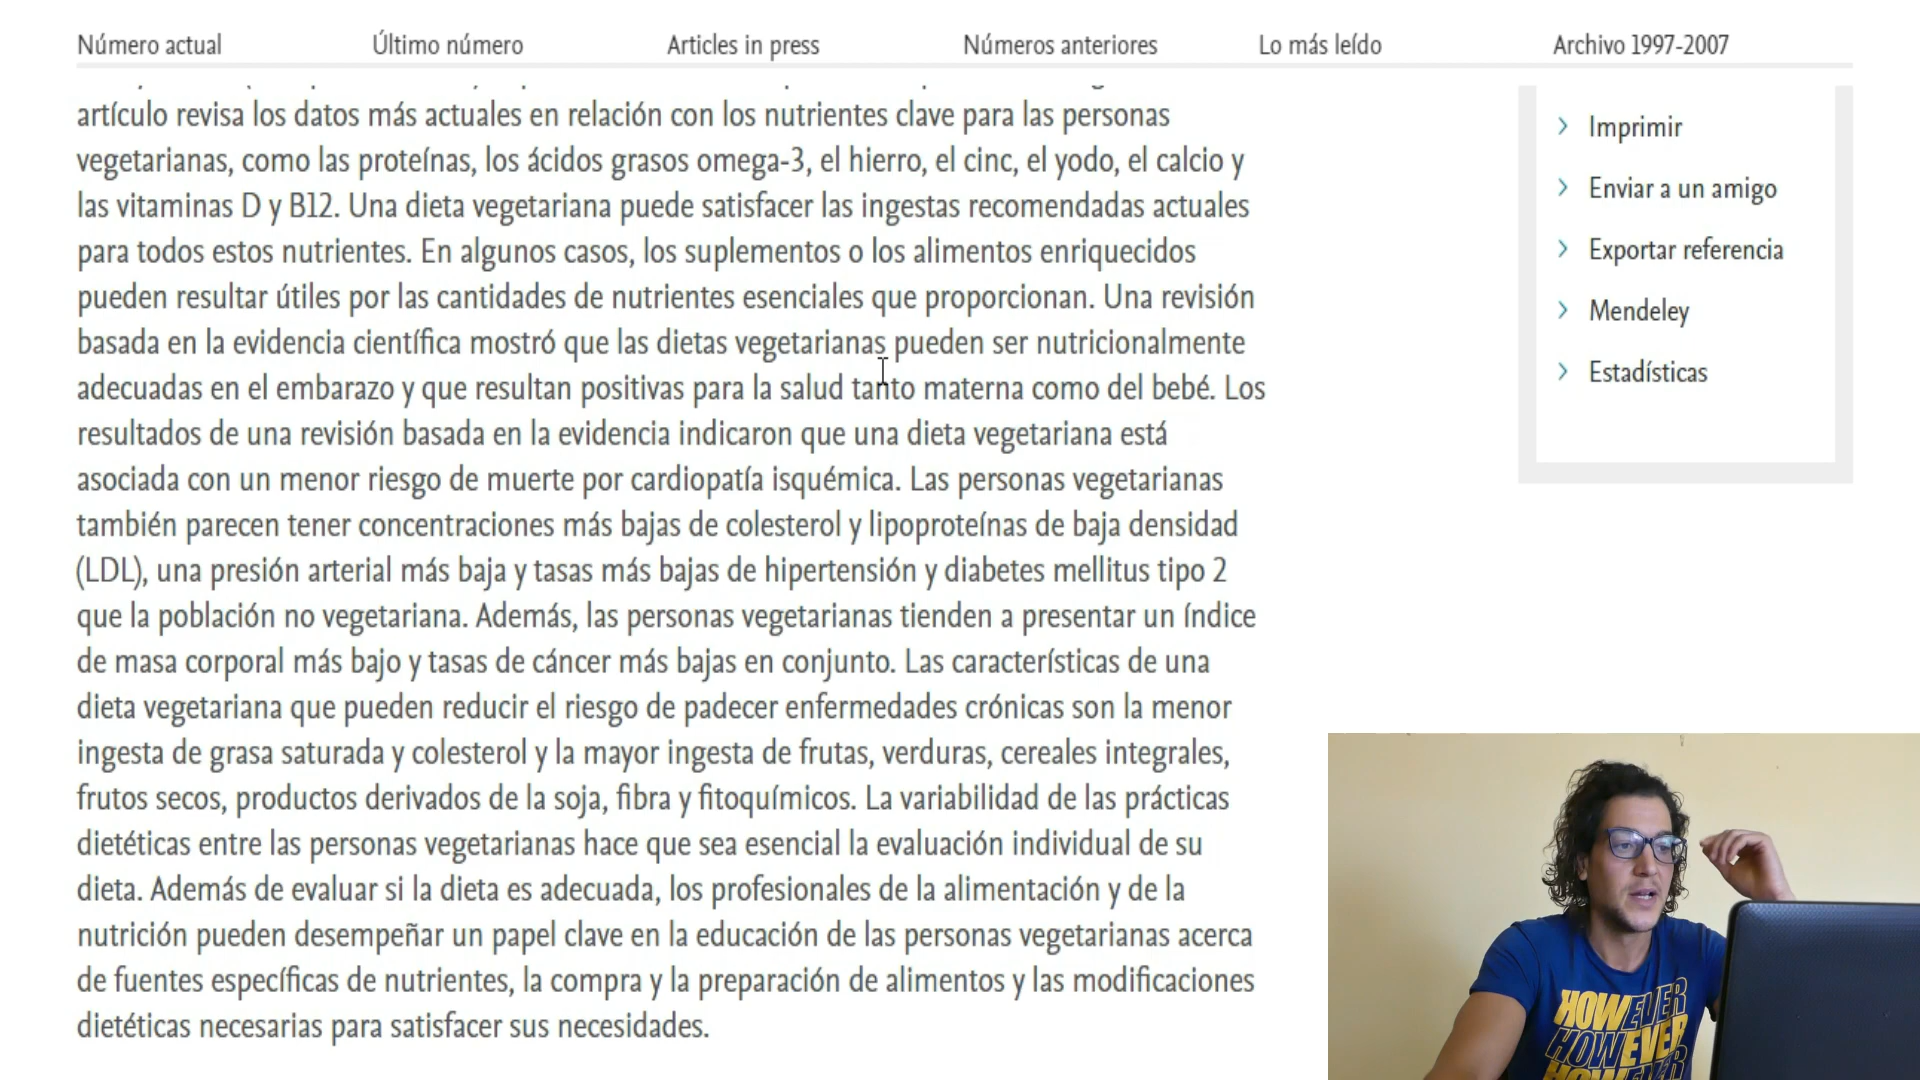 Número actual
Último número
Articles in press
Números anteriores
Lo más leído
Archivo 1997-2007
artículo revisa los datos más actuales en relación con los nutrientes clave para las personas
vegetarianas, como las proteínas, los ácidos grasos omega-3, el hierro, el cinc, el yodo, el calcio y
las vitaminas D y B12. Una dieta vegetariana puede satisfacer las ingestas recomendadas actuales
para todos estos nutrientes. En algunos casos, los suplementos o los alimentos enriquecidos
pueden resultar útiles por las cantidades de nutrientes esenciales que proporcionan. Una revisión
basada en la evidencia científica mostró que las dietas vegetarianas pueden ser nutricionalmente
adecuadas en el embarazo y que resultan positivas para la salud tanto materna como del bebé. Los
resultados de una revisión basada en la evidencia indicaron que una dieta vegetariana está
asociada con un menor riesgo de muerte por cardiopatía isquémica. Las personas vegetarianas
también parecen tener concentraciones más bajas de colesterol y lipoproteínas de baja densidad
(LDL), una presión arterial más baja y tasas más bajas de hipertensión y diabetes mellitus tipo 2
que la población no vegetariana. Además, las personas vegetarianas tienden a presentar un índice
de masa corporal más bajo y tasas de cáncer más bajas en conjunto. Las características de una
dieta vegetariana que pueden reducir el riesgo de padecer enfermedades crónicas son la menor
ingesta de grasa saturada y colesterol y la mayor ingesta de frutas, verduras, cereales integrales,
frutos secos, productos derivados de la soja, fibra y fitoquímicos. La variabilidad de las prácticas
dietéticas entre las personas vegetarianas hace que sea esencial la evaluación individual de su
dieta. Además de evaluar si la dieta es adecuada, los profesionales de la alimentación y de la
nutrición pueden desempeñar un papel clave en la educación de las personas vegetarianas acerca
de fuentes específicas de nutrientes, la compra y la preparación de alimentos y las modificaciones
dietéticas necesarias para satisfacer sus necesidades.
Imprimir
Enviar a un amigo
Exportar referencia
Mendeley
Estadísticas
HOWEVER
HOWEVER
HOWEVER